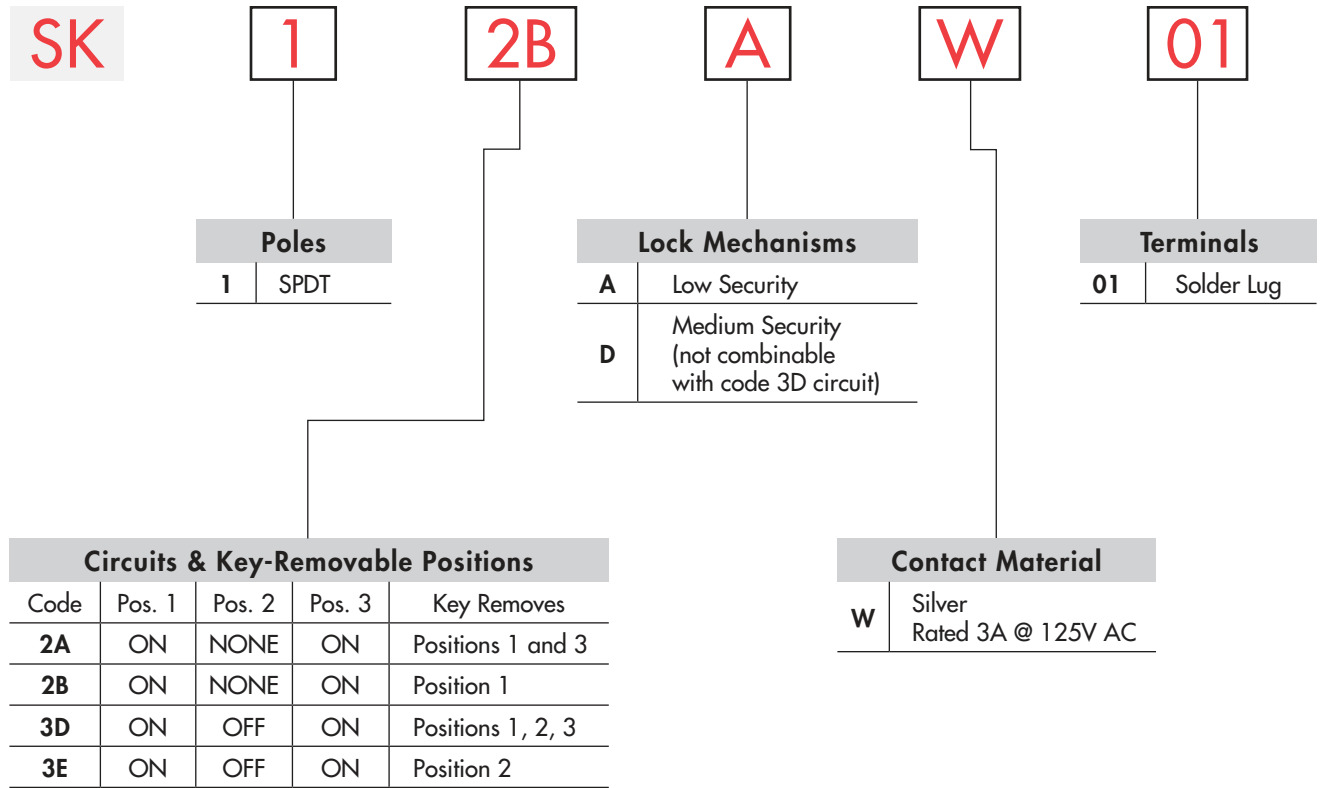 SK 1 2B A W 01
Poles
1 SPDT
Lock Mechanisms
A Low Security
D Medium Security
(not combinable
with code 3D circuit)
Terminals
01 Solder Lug
Circuits & Key-Removable Positions
Code Pos. 1 Pos. 2 Pos. 3 Key Removes
2A ON NONE ON Positions 1 and 3
2B ON NONE ON Position 1
3D ON OFF ON Positions 1, 2, 3
3E ON OFF ON Position 2
Contact Material
W Silver
Rated 3A @ 125V AC